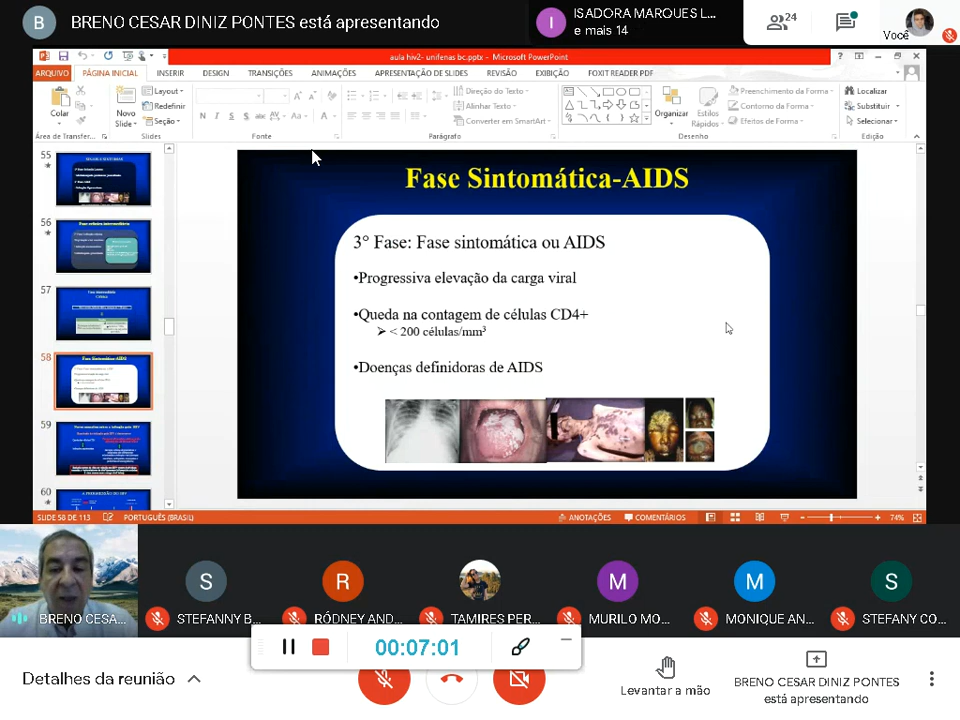 B
BRENO CESAR DINIZ PONTES está apresentando
I
ISADORA MARQUES L...
e mais 14
24
Você
aula hiv2- unifenas bc.pptx - Microsoft PowerPoint
ARQUIVO PÁGINA INICIAL INSERIR DESIGN TRANSIÇÕES ANIMAÇÕES APRESENTAÇÃO DE SLIDES REVISÃO EXIBIÇÃO FOXIT READER PDF
Colar
Novo
Slide
Layout
Redefinir
Seção
N I S S abc AV Aa A
Direção do Texto
Alinhar Texto
Converter em SmartArt
Organizar
Estilos
Rápidos
Preenchimento da Forma
Contorno da Forma
Efeitos de Forma
Localizar
Substituir
Selecionar
Área de Transfer... Slides Fonte Parágrafo Desenho Edição
55
56
57
58
Fase Sintomática-AIDS
59
60
Fase Sintomática-AIDS
3° Fase: Fase sintomática ou AIDS
•Progressiva elevação da carga viral
•Queda na contagem de células CD4+
➢ < 200 células/mm³
•Doenças definidoras de AIDS
SLIDE 58 DE 113 PORTUGUÊS (BRASIL) ANOTAÇÕES COMENTÁRIOS 74%
S R M M S
BRENO CESA... STEFANNY B... RÓDNEY AND... TAMIRES PER... MURILO MO... MONIQUE AN... STEFANY CO...
00:07:01
Detalhes da reunião
Levantar a mão
BRENO CESAR DINIZ PONTES
está apresentando